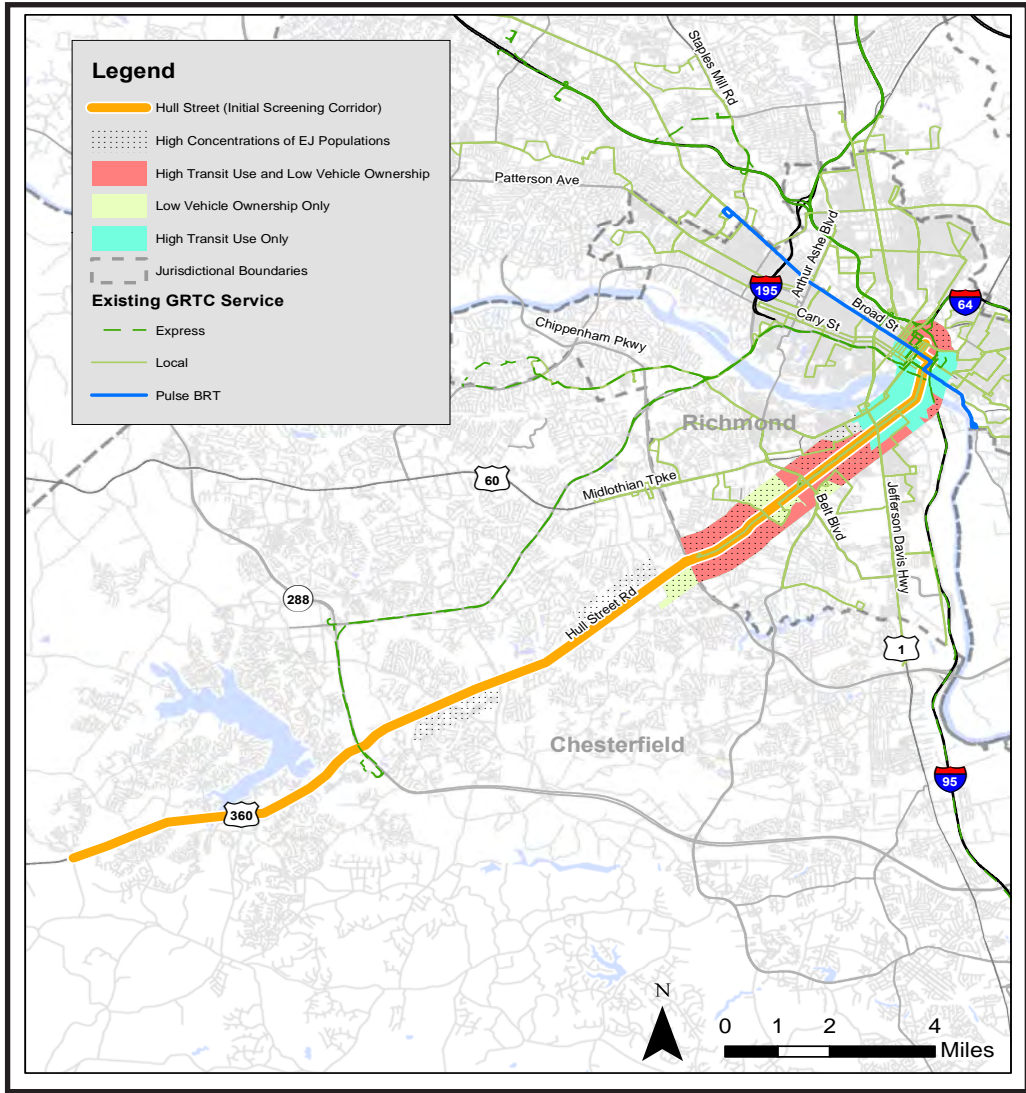 Legend
Hull Street (Initial Screening Corridor)
High Concentrations of EJ Populations
High Transit Use and Low Vehicle Ownership
Low Vehicle Ownership Only
High Transit Use Only
Jurisdictional Boundaries
Existing GRTC Service
Express
Local
Pulse BRT
Staples Mill Rd
Patterson Ave
Arthur Ashe Blvd
195
64
Broad St
Cary St
Chippenham Pkwy
Richmond
60
Midlothian Tpke
Belt Blvd
Jefferson Davis Hwy
288
Hull Street Rd
1
Chesterfield
95
360
N
0 1 2 4
Miles